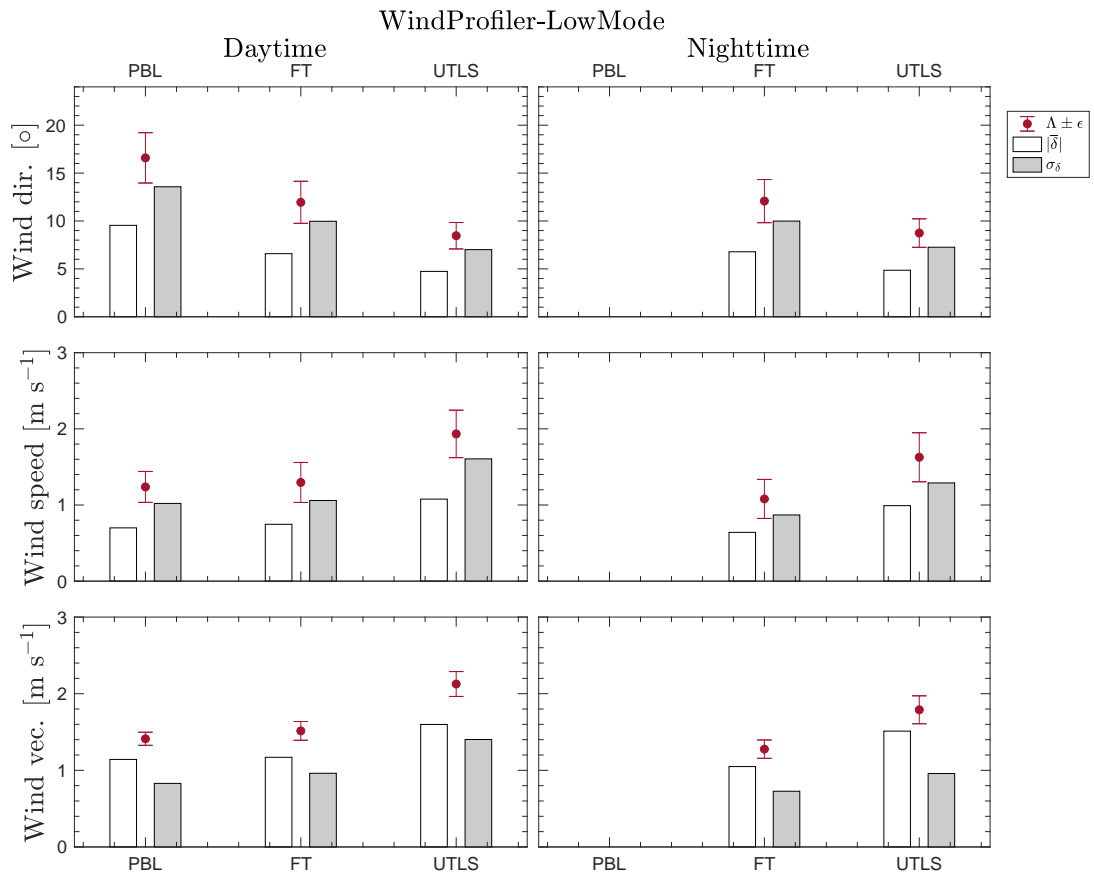 WindProfiler-LowMode
Daytime Nighttime
PBL FT UTLS PBL FT UTLS
Wind dir. [∘]
20
15
10
5
0
Λ ± ϵ
|δ̅|
σ_δ
Wind speed [m s⁻¹]
3
2
1
0
Wind vec. [m s⁻¹]
3
2
1
0
PBL FT UTLS PBL FT UTLS